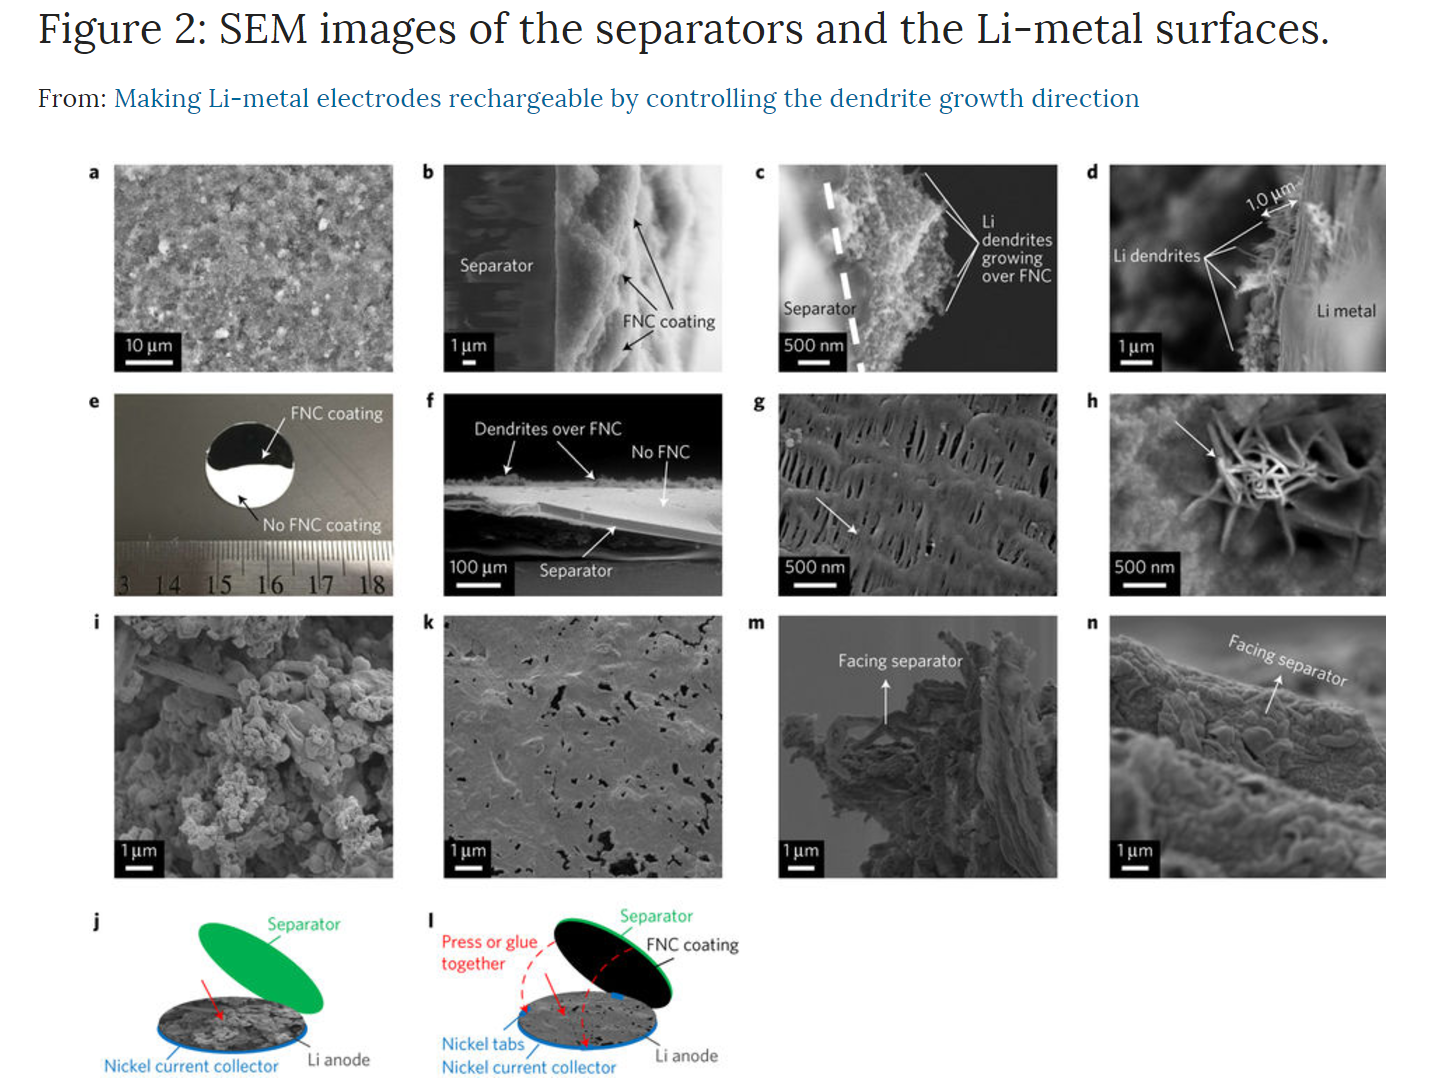 Figure 2: SEM images of the separators and the Li-metal surfaces.
From: Making Li-metal electrodes rechargeable by controlling the dendrite growth direction
a
10 μm
b
Separator
FNC coating
1 μm
c
Li
dendrites
growing
over FNC
Separator
500 nm
d
1.0 μm
Li dendrites
Li metal
1 μm
e
FNC coating
No FNC coating
3 14 15 16 17 18
f
Dendrites over FNC
No FNC
100 μm
Separator
g
500 nm
h
500 nm
i
1 μm
k
1 μm
m
Facing separator
1 μm
n
Facing separator
1 μm
j
Separator
Nickel current collector
Li anode
l
Separator
Press or glue
together
FNC coating
Nickel tabs
Nickel current collector
Li anode